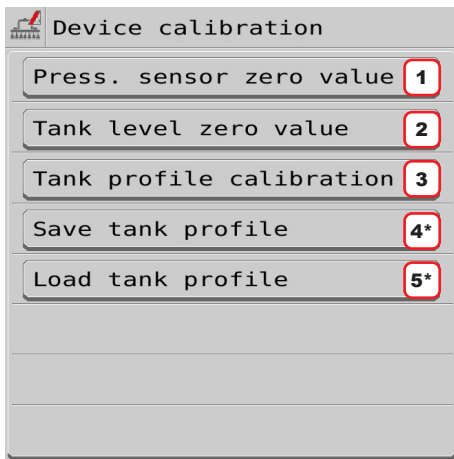 Device calibration
Press. sensor zero value 1
Tank level zero value 2
Tank profile calibration 3
Save tank profile 4*
Load tank profile 5*